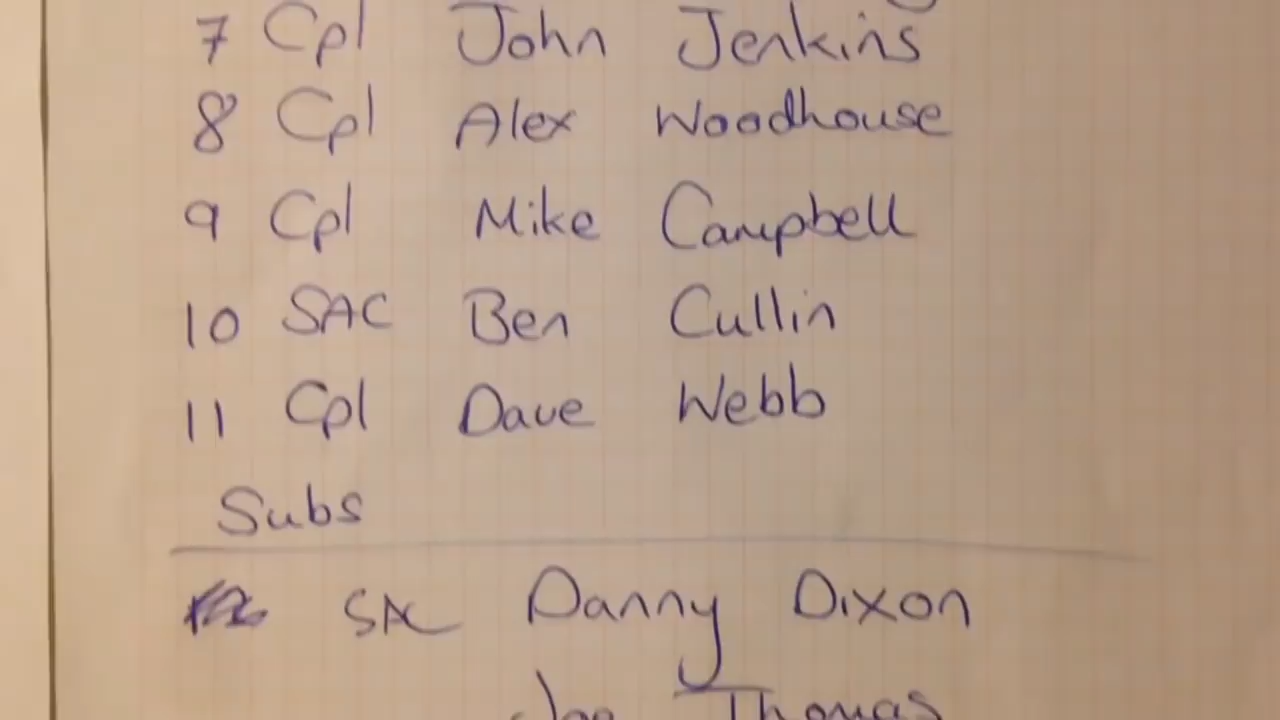 7 Cpl John Jenkins
8 Cpl Alex Woodhouse
9 Cpl Mike Campbell
10 SAC Ben Cullin
11 Cpl Dave Webb
Subs
SAC Danny Dixon
Thomas